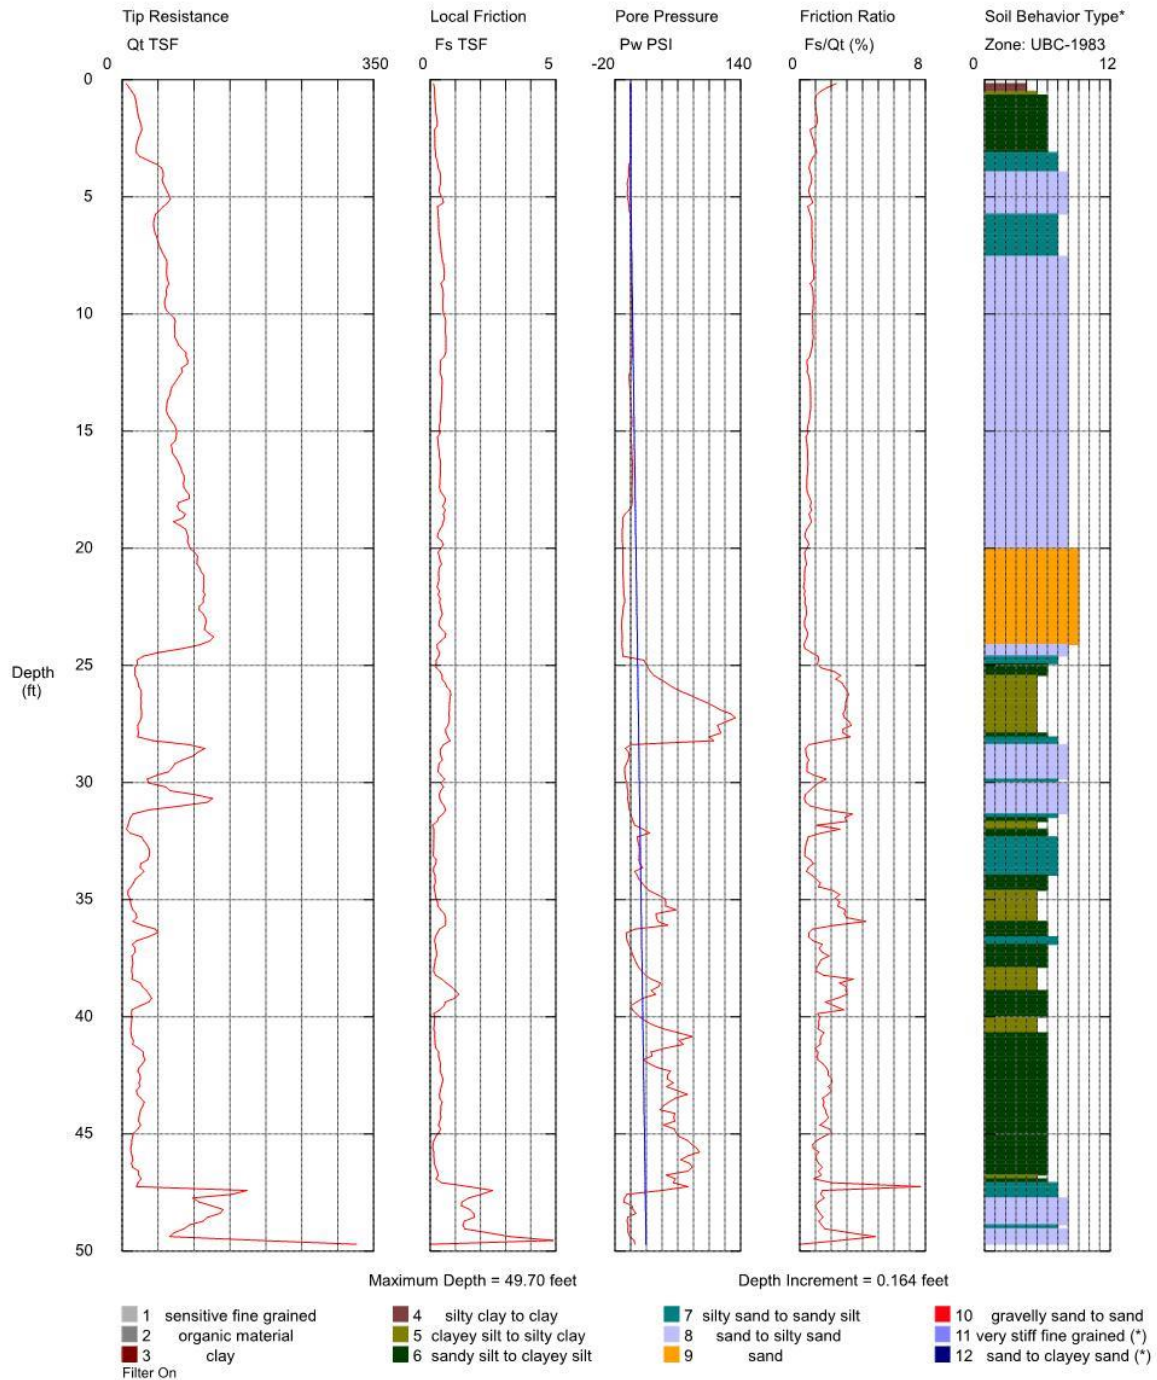 Tip Resistance Local Friction Pore Pressure Friction Ratio Soil Behavior Type*
Qt TSF Fs TSF Pw PSI Fs/Qt (%) Zone: UBC-1983
0 350 0 5 -20 140 0 8 0 12
0
5
10
15
20
25
Depth
(ft)
30
35
40
45
50
Maximum Depth = 49.70 feet Depth Increment = 0.164 feet
1 sensitive fine grained 4 silty clay to clay 7 silty sand to sandy silt 10 gravelly sand to sand
2 organic material 5 clayey silt to silty clay 8 sand to silty sand 11 very stiff fine grained (*)
3 clay 6 sandy silt to clayey silt 9 sand 12 sand to clayey sand (*)
Filter On